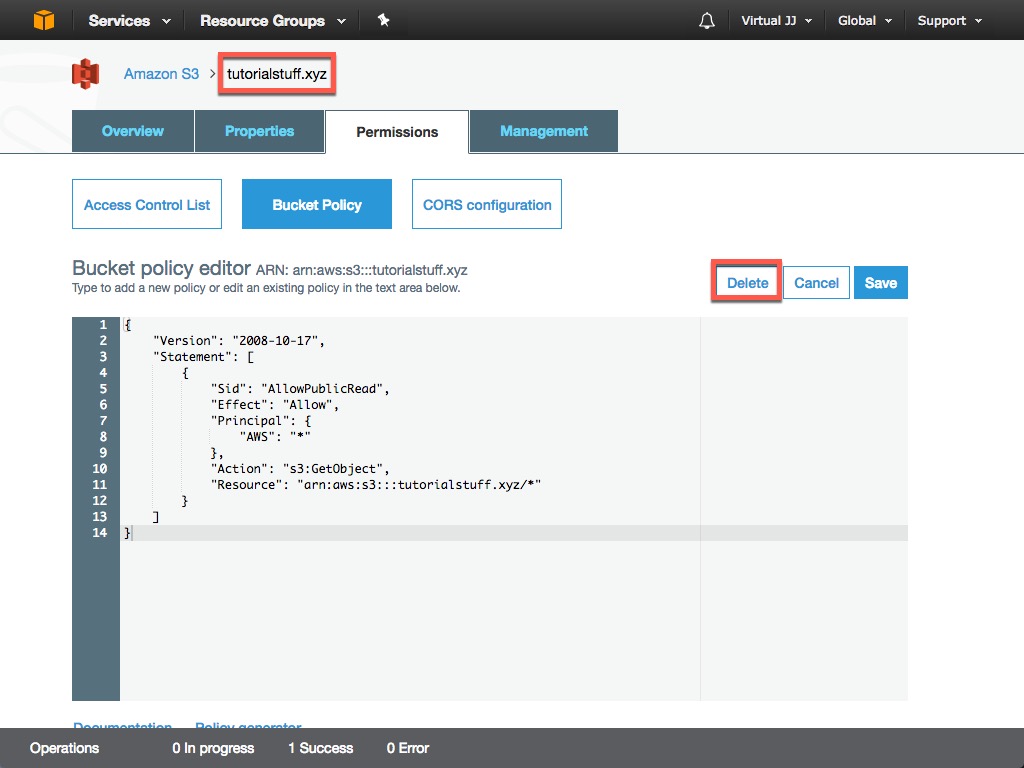 Services Resource Groups Virtual JJ Global Support
Amazon S3 > tutorialstuff.xyz
Overview Properties Permissions Management
Access Control List Bucket Policy CORS configuration
Bucket policy editor ARN: arn:aws:s3:::tutorialstuff.xyz
Type to add a new policy or edit an existing policy in the text area below.
Delete Cancel Save
1 {
2 "Version": "2008-10-17",
3 "Statement": [
4 {
5 "Sid": "AllowPublicRead",
6 "Effect": "Allow",
7 "Principal": {
8 "AWS": "*"
9 },
10 "Action": "s3:GetObject",
11 "Resource": "arn:aws:s3:::tutorialstuff.xyz/*"
12 }
13 ]
14 }
Documentation Policy generator
Operations 0 In progress 1 Success 0 Error